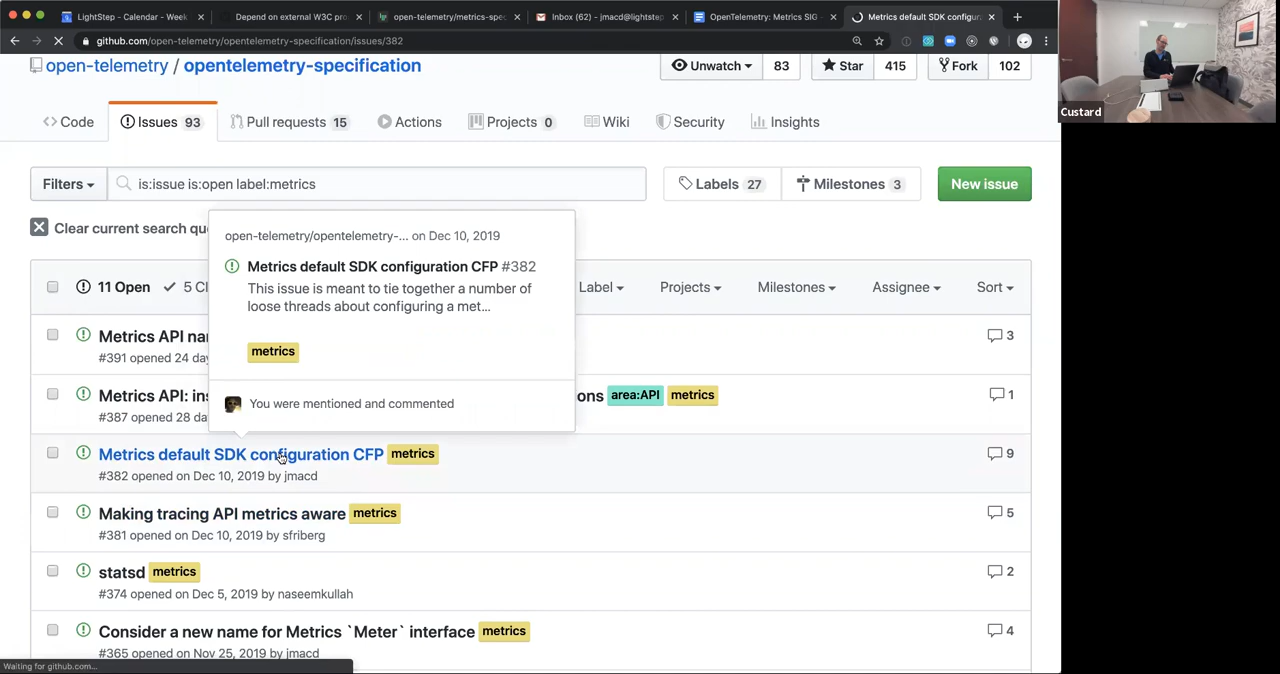 LightStep - Calendar - Week
Depend on external W3C pro
open-telemetry/metrics-spec
Inbox (62) - jmacd@lightstep
OpenTelemetry: Metrics SIG -
Metrics default SDK configurat
github.com/open-telemetry/opentelemetry-specification/issues/382
open-telemetry / opentelemetry-specification
Unwatch 83
Star 415
Fork 102
Code
Issues 93
Pull requests 15
Actions
Projects 0
Wiki
Security
Insights
Filters
is:issue is:open label:metrics
Labels 27
Milestones 3
New issue
Clear current search qu
open-telemetry/opentelemetry-... on Dec 10, 2019
Metrics default SDK configuration CFP #382
This issue is meant to tie together a number of
loose threads about configuring a met...
metrics
You were mentioned and commented
11 Open
5 Cl
Label
Projects
Milestones
Assignee
Sort
Metrics API na
3
#391 opened 24 day
Metrics API: ins
ons area:API metrics
1
#387 opened 28 da
Metrics default SDK configuration CFP metrics
9
#382 opened on Dec 10, 2019 by jmacd
Making tracing API metrics aware metrics
5
#381 opened on Dec 10, 2019 by sfriberg
statsd metrics
2
#374 opened on Dec 5, 2019 by naseemkullah
Consider a new name for Metrics `Meter` interface metrics
4
#365 opened on Nov 25, 2019 by jmacd
Waiting for github.com...
Custard